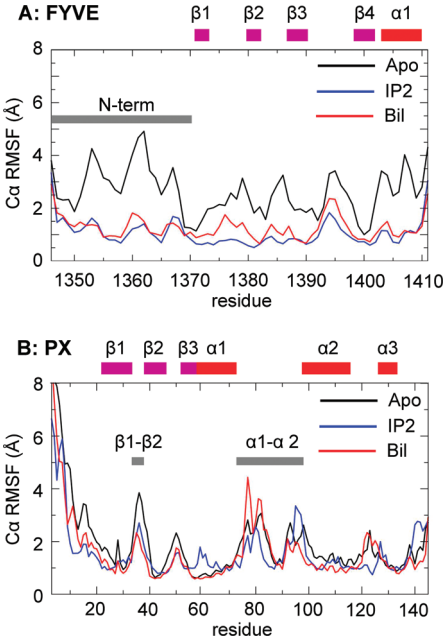 β1 β2 β3 β4 α1
A: FYVE
8
6
4
2
0
Cα RMSF (Å)
N-term
Apo
IP2
Bil
1350 1360 1370 1380 1390 1400 1410
residue
β1 β2 β3 α1 α2 α3
B: PX
8
6
4
2
0
Cα RMSF (Å)
β1-β2
α1-α 2
Apo
IP2
Bil
20 40 60 80 100 120 140
residue